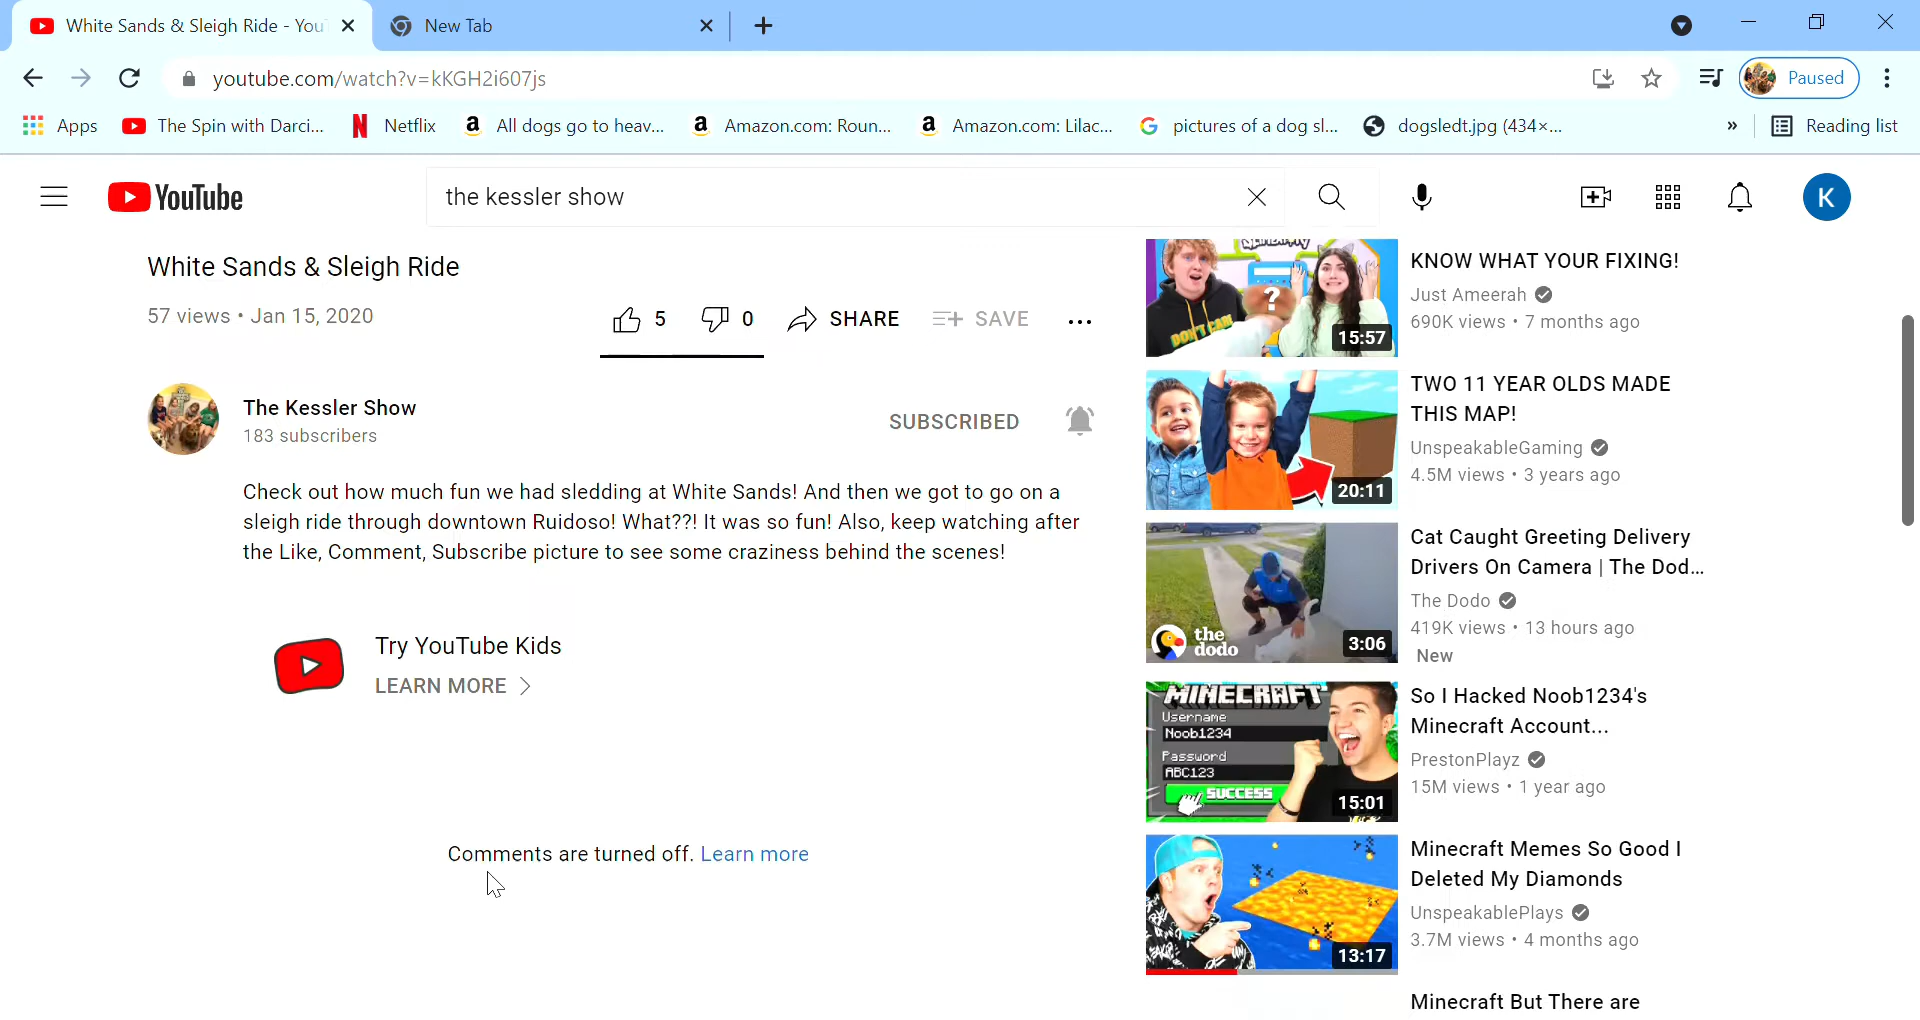 White Sands & Sleigh Ride - You
New Tab
youtube.com/watch?v=kKGH2i607js
Paused
Apps
The Spin with Darci...
Netflix
All dogs go to heav...
Amazon.com: Roun...
Amazon.com: Lilac...
pictures of a dog sl...
dogsledt.jpg (434×...
»
Reading list
YouTube
the kessler show
K
White Sands & Sleigh Ride
57 views • Jan 15, 2020
5
0
SHARE
SAVE
The Kessler Show
183 subscribers
SUBSCRIBED
Check out how much fun we had sledding at White Sands! And then we got to go on a
sleigh ride through downtown Ruidoso! What??! It was so fun! Also, keep watching after
the Like, Comment, Subscribe picture to see some craziness behind the scenes!
Try YouTube Kids
LEARN MORE
Comments are turned off. Learn more
DON'T CARE
?
15:57
KNOW WHAT YOUR FIXING!
Just Ameerah
690K views • 7 months ago
20:11
TWO 11 YEAR OLDS MADE
THIS MAP!
UnspeakableGaming
4.5M views • 3 years ago
the
dodo
3:06
Cat Caught Greeting Delivery
Drivers On Camera | The Dod...
The Dodo
419K views • 13 hours ago
New
MINECRAFT
Username
Noob1234
Password
ABC123
SUCCESS
15:01
So I Hacked Noob1234's
Minecraft Account...
PrestonPlayz
15M views • 1 year ago
13:17
Minecraft Memes So Good I
Deleted My Diamonds
UnspeakablePlays
3.7M views • 4 months ago
Minecraft But There are